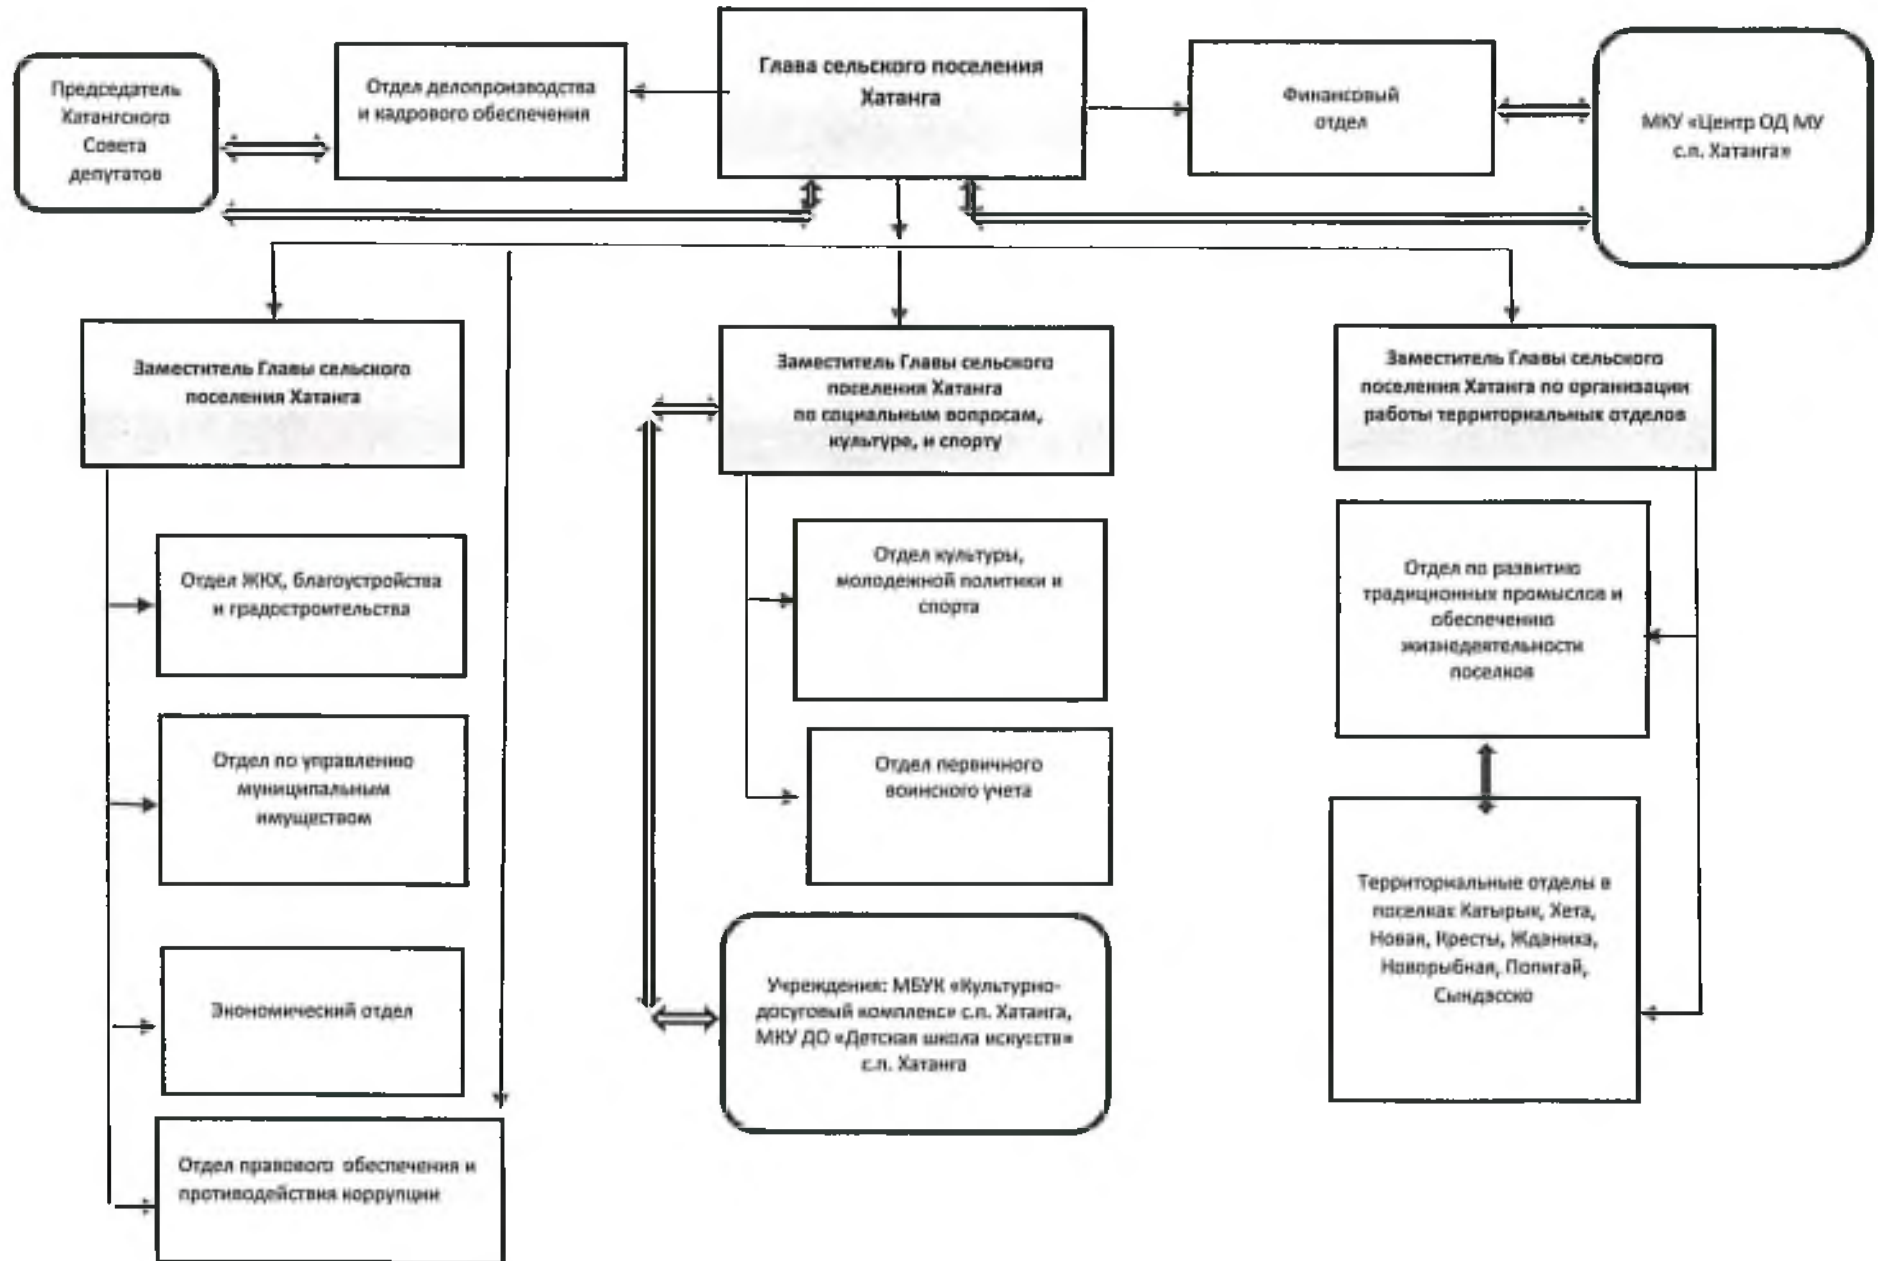 Председатель
Хатангского
Совета
депутатов
Отдел делопроизводства
и кадрового обеспечения
Глава сельского поселения
Хатанга
Финансовый
отдел
МКУ «Центр ОД МУ
с.п. Хатанга»
Заместитель Главы сельского
поселения Хатанга
Заместитель Главы сельского
поселения Хатанга
по социальным вопросам,
культуре, и спорту
Заместитель Главы сельского
поселения Хатанга по организации
работы территориальных отделов
Отдел ЖКХ, благоустройства
и градостроительства
Отдел по управлению
муниципальным
имуществом
Экономический отдел
Отдел правового обеспечения и
противодействия коррупции
Отдел культуры,
молодежной политики и
спорта
Отдел первичного
воинского учета
Учреждения: МБУК «Культурно-
досуговый комплекс» с.п. Хатанга,
МКУ ДО «Детская школа искусств»
с.п. Хатанга
Отдел по развитию
традиционных промыслов и
обеспечению
жизнедеятельности
поселков
Территориальные отделы в
поселках Катырык, Хета,
Новая, Кресты, Жданиха,
Новорыбная, Попигай,
Сындасско